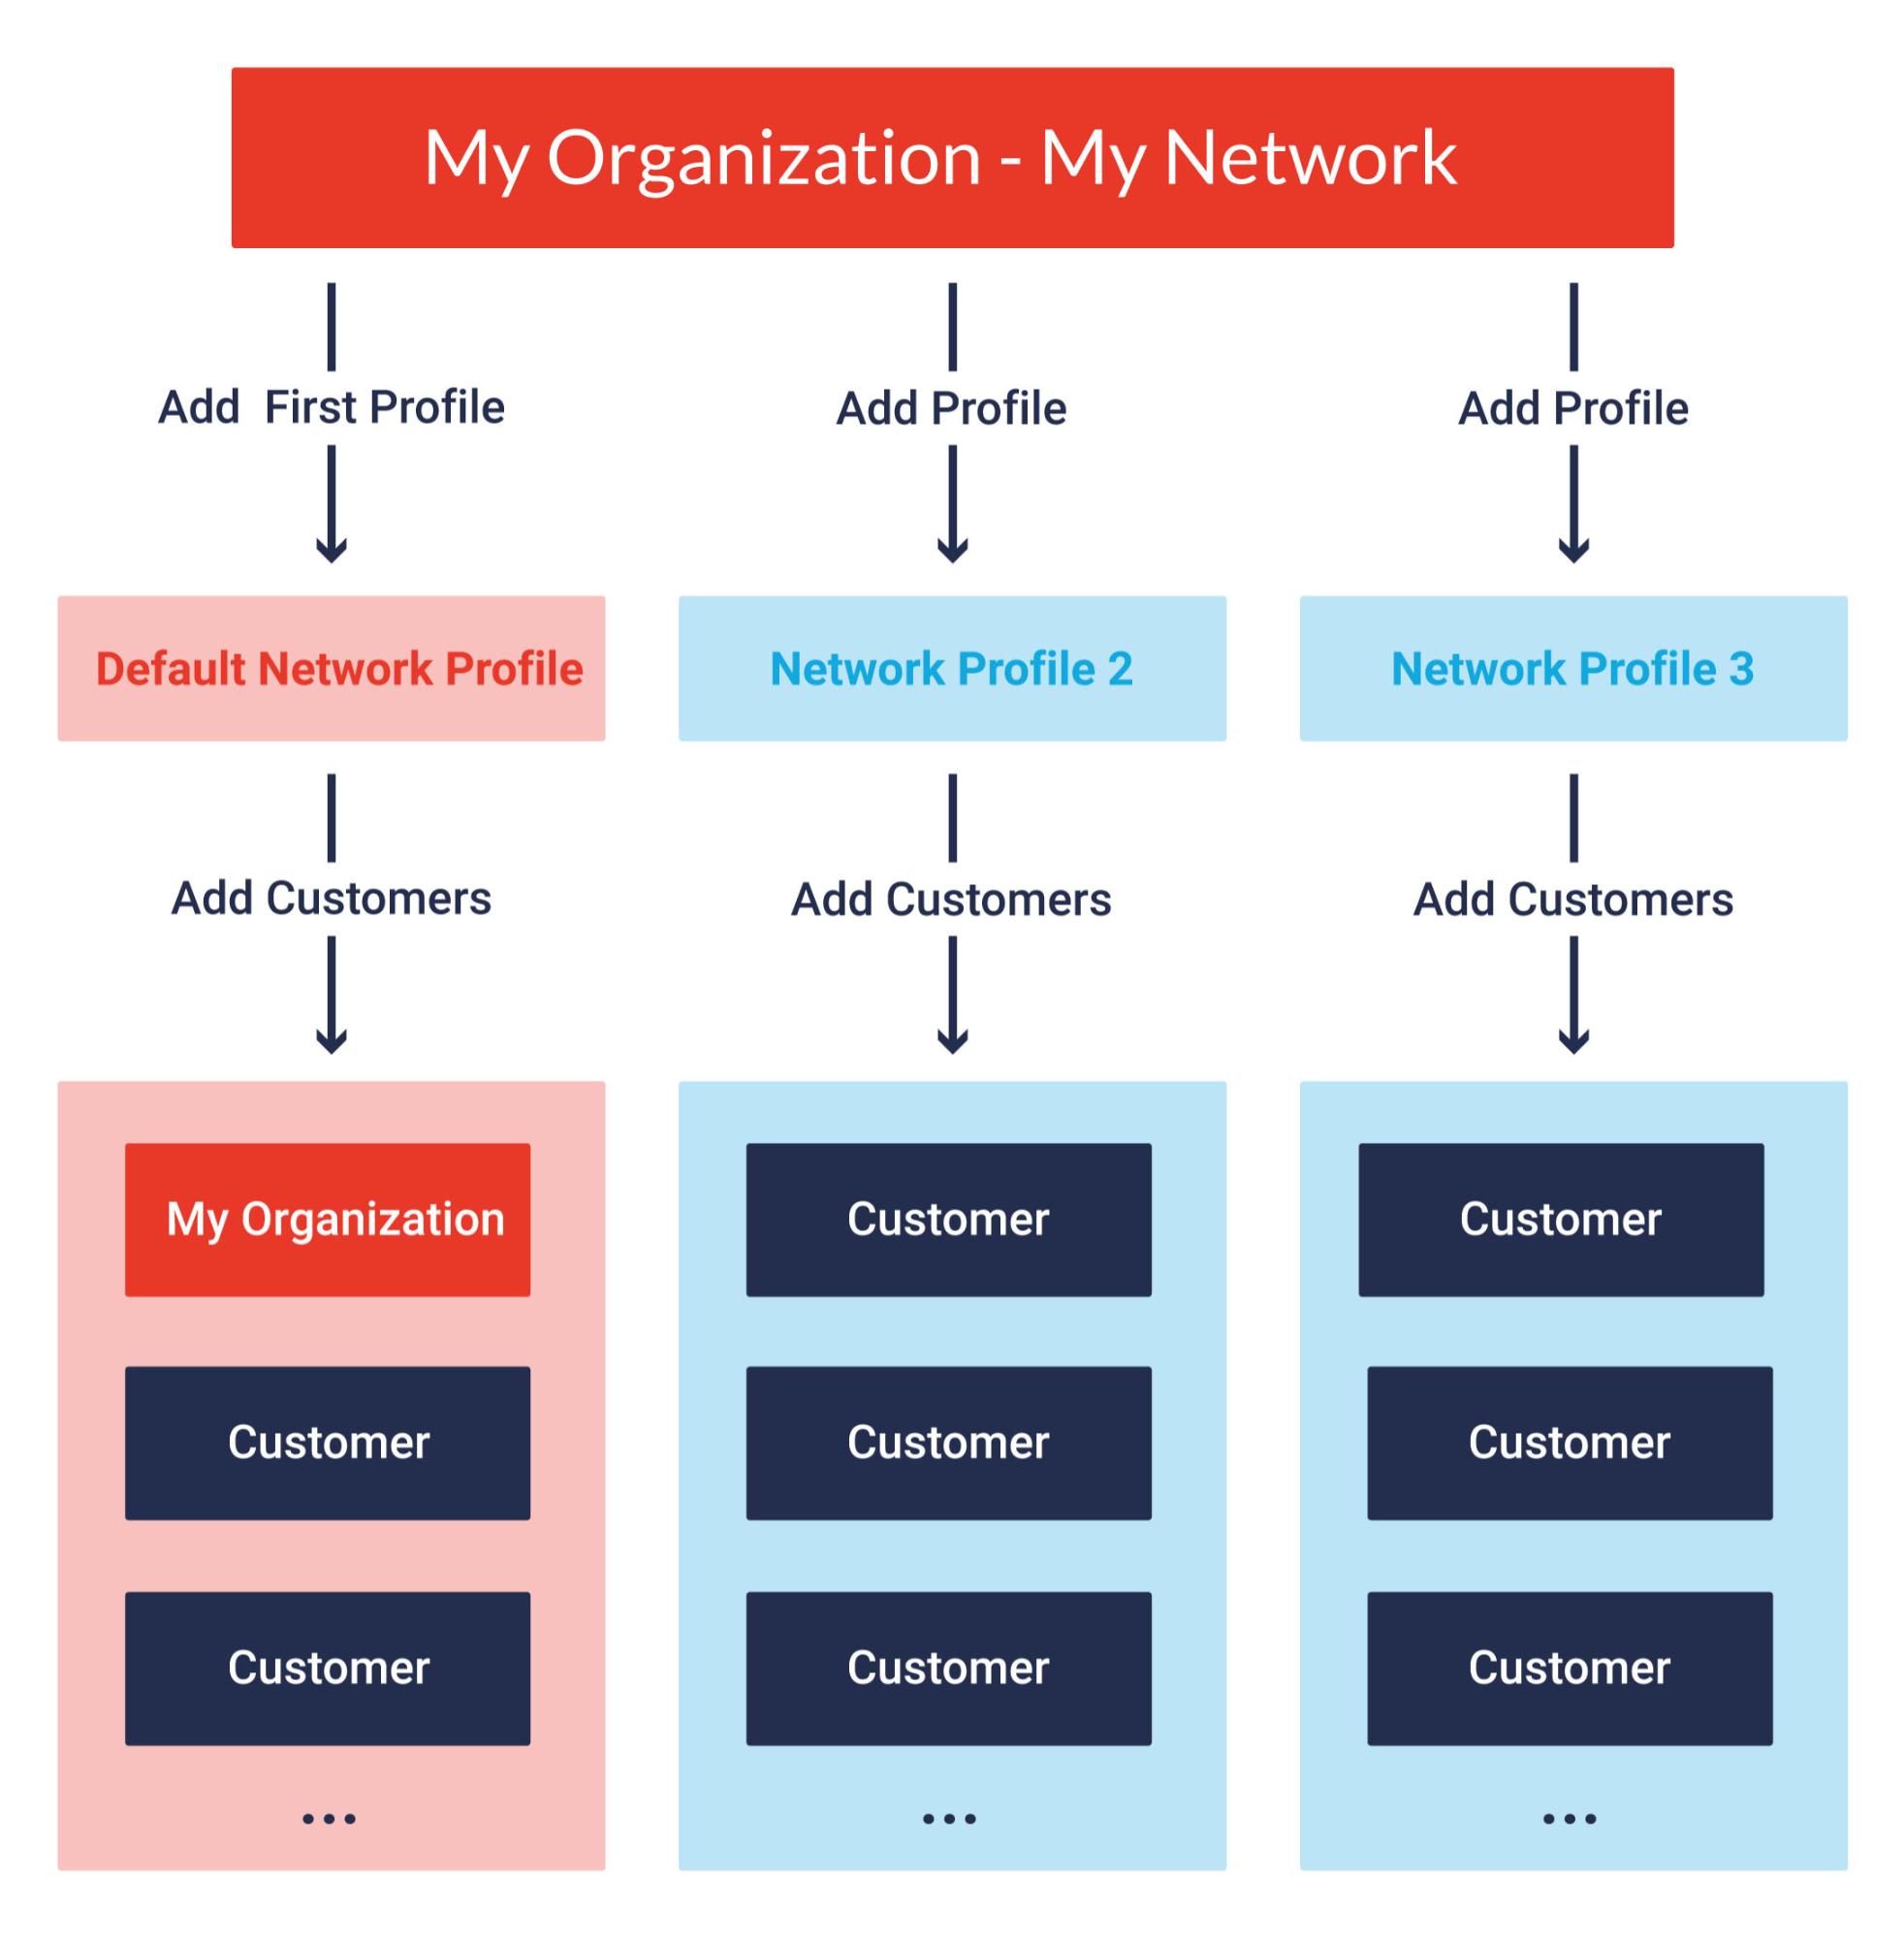 My Organization - My Network
Add First Profile
Add Profile
Add Profile
Default Network Profile
Network Profile 2
Network Profile 3
Add Customers
Add Customers
Add Customers
My Organization
Customer
Customer
Customer
Customer
Customer
Customer
Customer
Customer
...
...
...